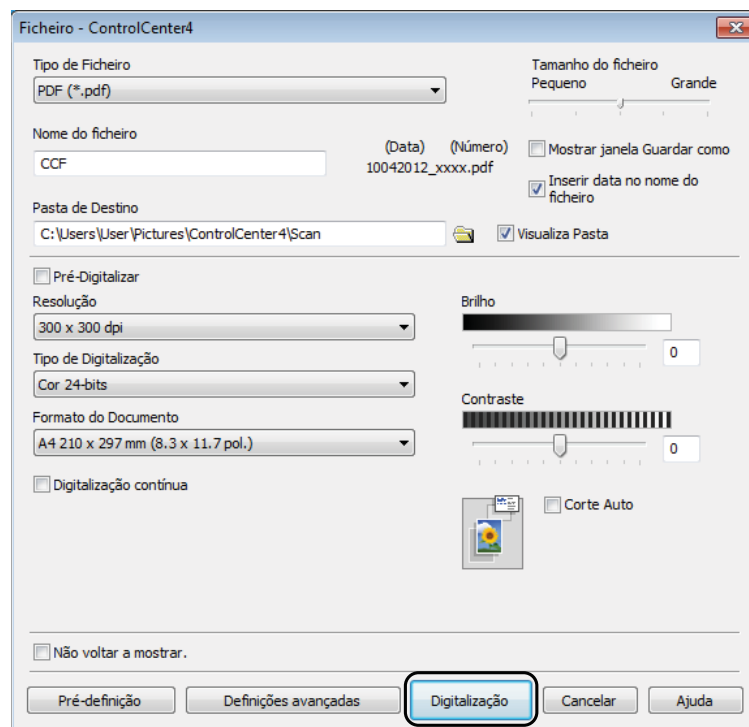 Ficheiro - ControlCenter4
Tipo de Ficheiro
PDF (*.pdf)
Tamanho do ficheiro
Pequeno Grande
Nome do ficheiro
CCF
(Data) (Número)
10042012_xxxx.pdf
Mostrar janela Guardar como
Inserir data no nome do
ficheiro
Pasta de Destino
C:\Users\User\Pictures\ControlCenter4\Scan
Visualiza Pasta
Pré-Digitalizar
Resolução
300 x 300 dpi
Tipo de Digitalização
Cor 24-bits
Formato do Documento
A4 210 x 297 mm (8.3 x 11.7 pol.)
Digitalização contínua
Brilho
0
Contraste
0
Corte Auto
Não voltar a mostrar.
Pré-definição
Definições avançadas
Digitalização
Cancelar
Ajuda